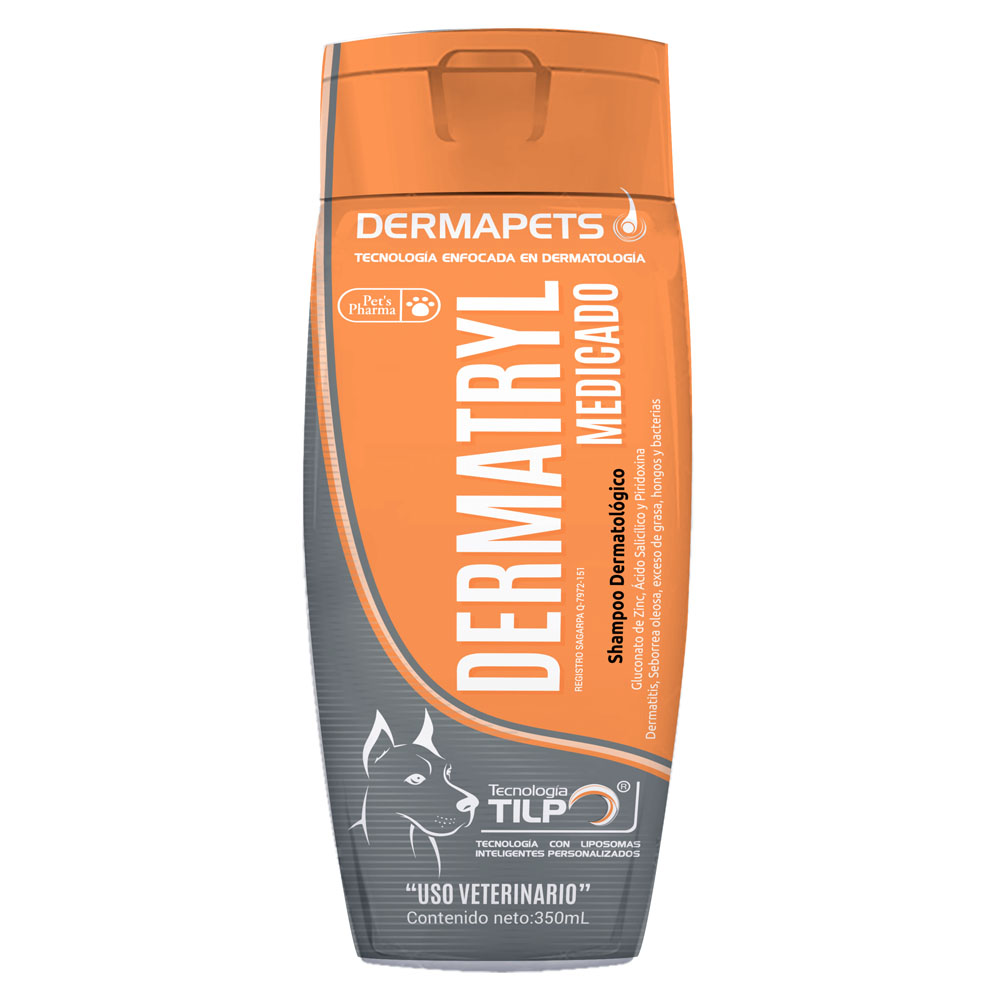 DERMAPETS
TECNOLOGÍA ENFOCADA EN DERMATOLOGÍA
Pet's
Pharma
DERMATRYL
MEDICADO
REGISTRO SAGARPA Q-7972-151
Shampoo Dermatológico
Gluconato de Zinc, Ácido Salicílico y Piridoxina
Dermatitis, Seborrea oleosa, exceso de grasa, hongos y bacterias
Tecnología
TILP ®
TECNOLOGÍA CON LIPOSOMAS
INTELIGENTES PERSONALIZADOS
“USO VETERINARIO”
Contenido neto:350mL